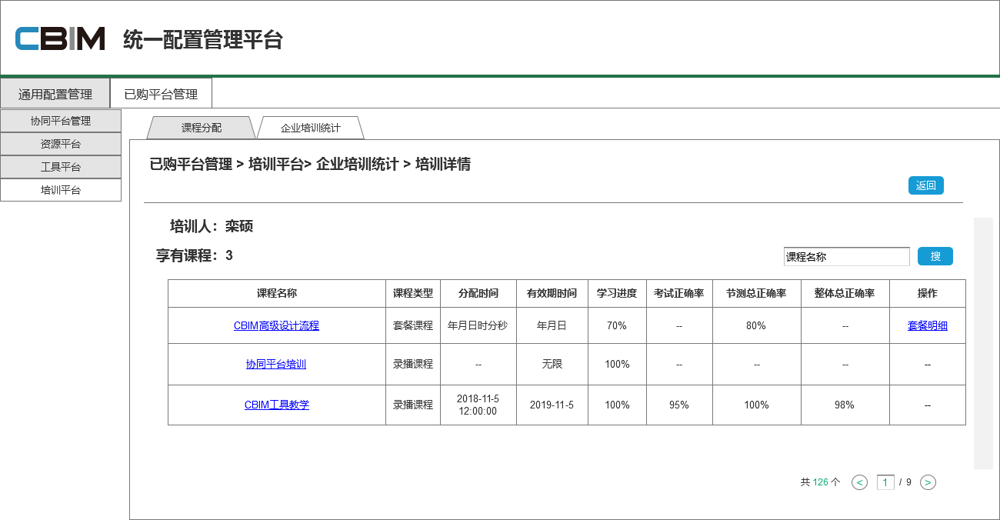 CBIM 统一配置管理平台
通用配置管理 已购平台管理
协同平台管理
资源平台
工具平台
培训平台
课程分配 企业培训统计
已购平台管理 > 培训平台> 企业培训统计 > 培训详情
返回
培训人：栾硕
享有课程：3
课程名称 搜
课程名称 课程类型 分配时间 有效期时间 学习进度 考试正确率 节测总正确率 整体总正确率 操作
CBIM高级设计流程 套餐课程 年月日时分秒 年月日 70% -- 80% -- 套餐明细
协同平台培训 录播课程 -- 无限 100% -- -- -- --
CBIM工具教学 录播课程 2018-11-5 12:00:00 2019-11-5 100% 95% 100% 98% --
共 126 个 < 1 / 9 >